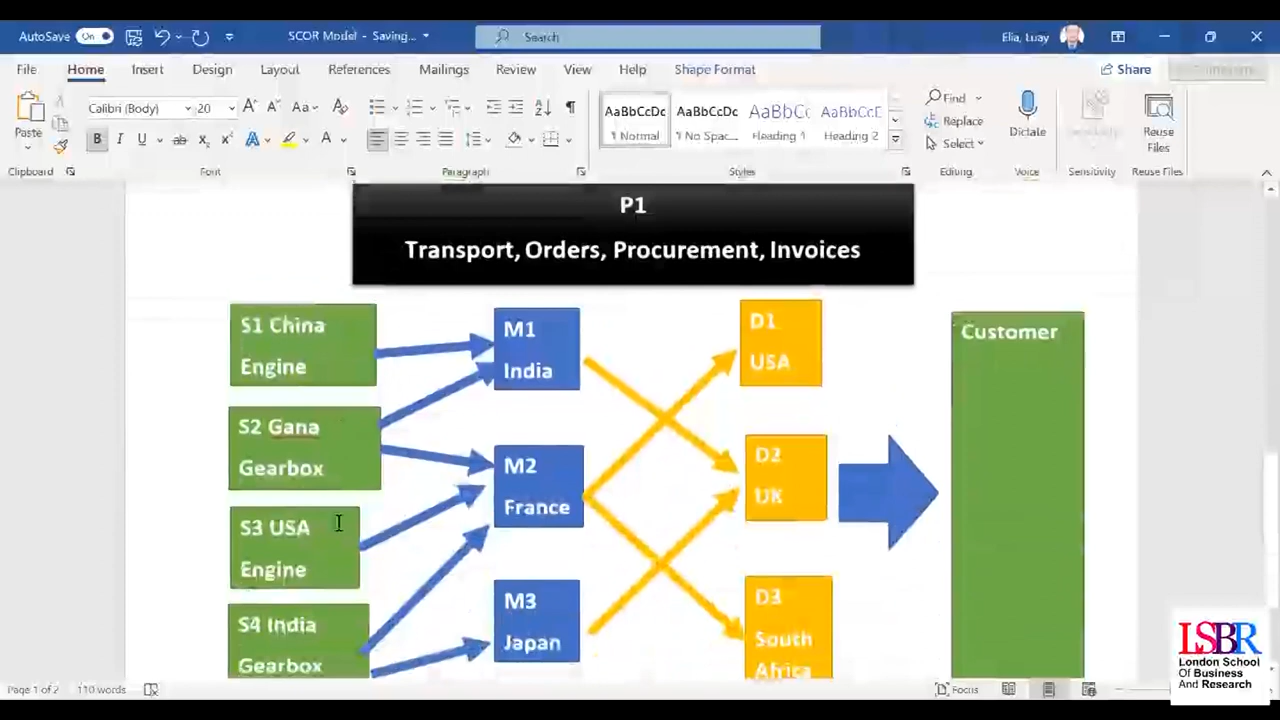 AutoSave On SCOR Model - Saving... Search Elia, Luay
File Home Insert Design Layout References Mailings Review View Help Shape Format Share
Paste
Calibri (Body) 20 Aa
B I U ab x x A A
AaBbCcDc AaBbCcDc AaBbCc AaBbCcE
¶ Normal ¶ No Spac... Heading 1 Heading 2
Find
Replace
Select
Dictate
Reuse Files
Clipboard Font Paragraph Styles Editing Voice Sensitivity Reuse Files
P1
Transport, Orders, Procurement, Invoices
S1 China
Engine
S2 Gana
Gearbox
S3 USA
Engine
S4 India
Gearbox
M1
India
M2
France
M3
Japan
D1
USA
D2
UK
D3
South
Africa
Customer
Page 1 of 2 110 words Focus
LSBR
London School
Of Business
And Research